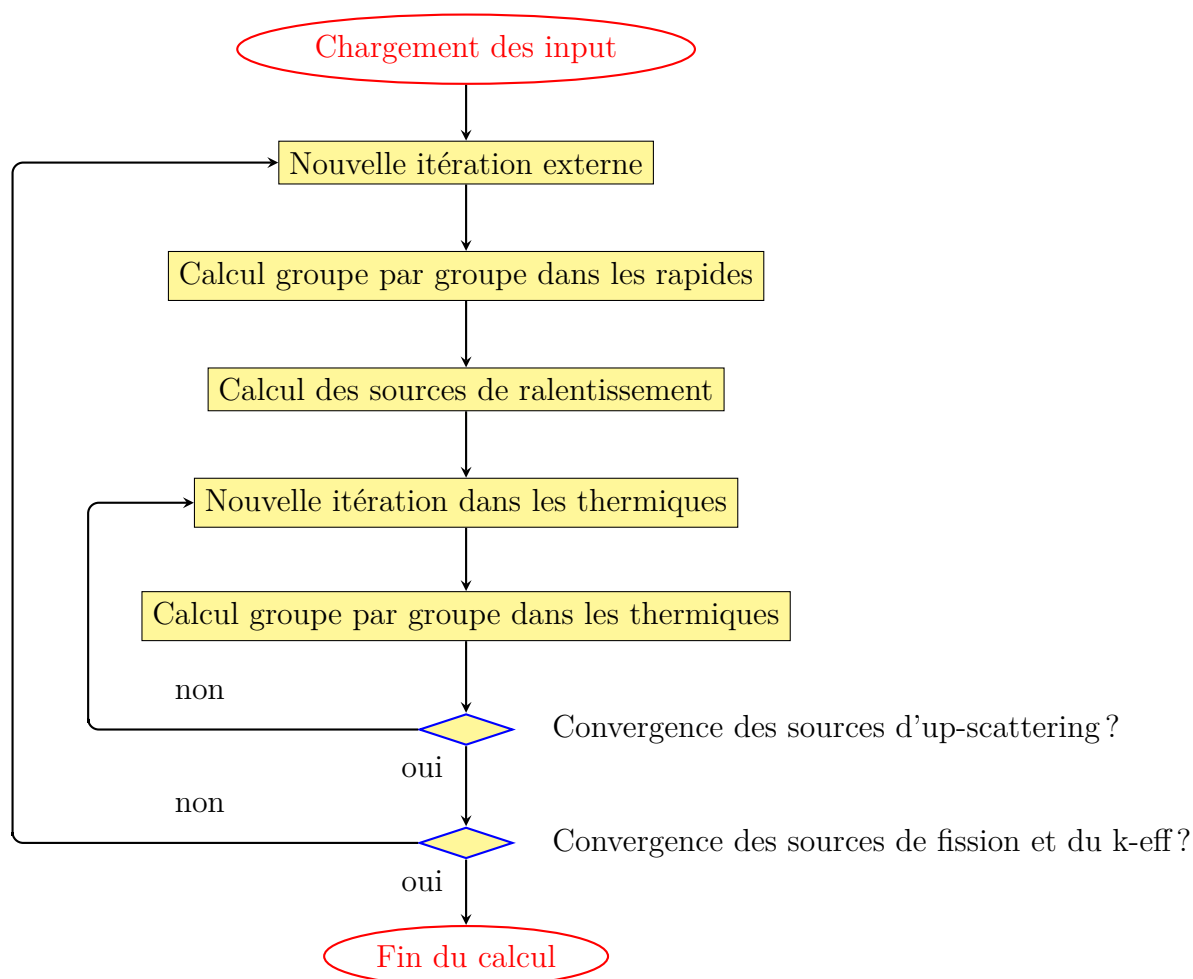 Chargement des input
Nouvelle itération externe
Calcul groupe par groupe dans les rapides
Calcul des sources de ralentissement
Nouvelle itération dans les thermiques
Calcul groupe par groupe dans les thermiques
non
Convergence des sources d'up-scattering ?
oui
non
Convergence des sources de fission et du k-eff ?
oui
Fin du calcul